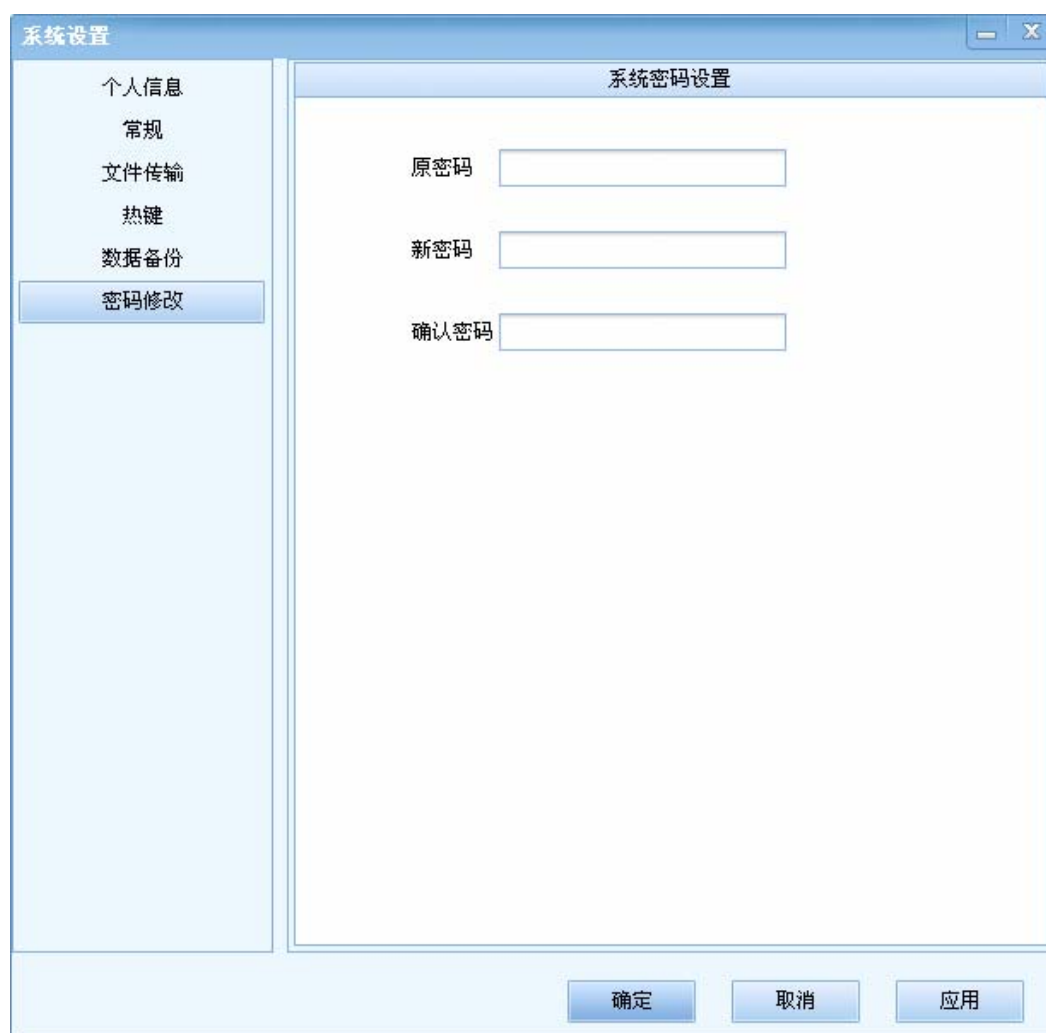 系统设置
个人信息
常规
文件传输
热键
数据备份
密码修改
系统密码设置
原密码
新密码
确认密码
确定 取消 应用